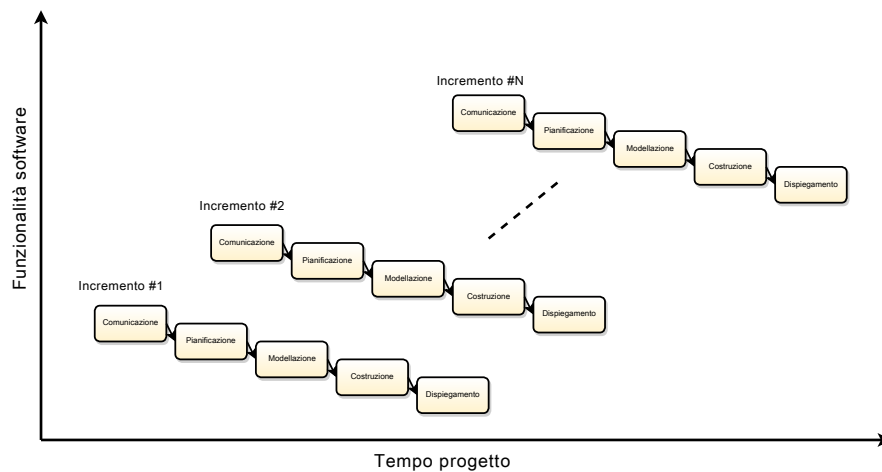 Incremento #N
Comunicazione
Pianificazione
Modellazione
Costruzione
Dispiegamento
Incremento #2
Comunicazione
Pianificazione
Modellazione
Costruzione
Dispiegamento
Incremento #1
Comunicazione
Pianificazione
Modellazione
Costruzione
Dispiegamento
Funzionalità software
Tempo progetto